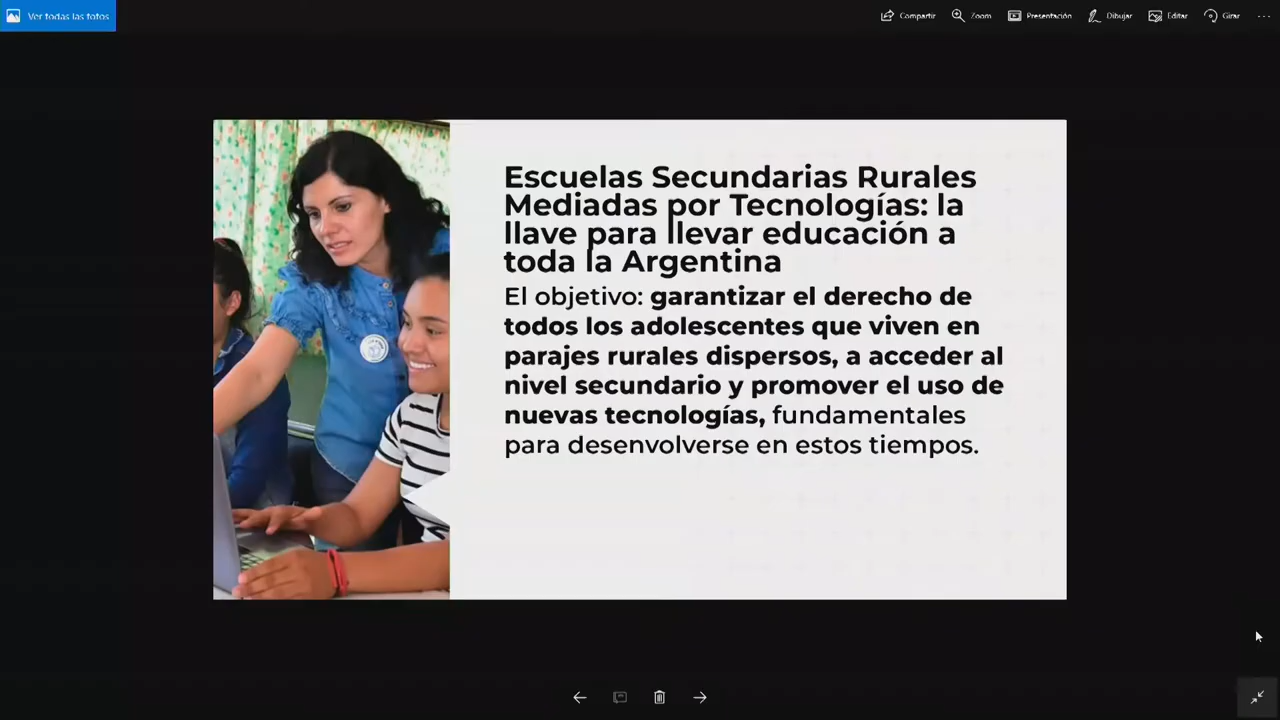 Ver todas las fotos
Compartir
Zoom
Presentación
Dibujar
Editar
Girar
Escuelas Secundarias Rurales
Mediadas por Tecnologías: la
llave para llevar educación a
toda la Argentina
El objetivo: garantizar el derecho de
todos los adolescentes que viven en
parajes rurales dispersos, a acceder al
nivel secundario y promover el uso de
nuevas tecnologías, fundamentales
para desenvolverse en estos tiempos.